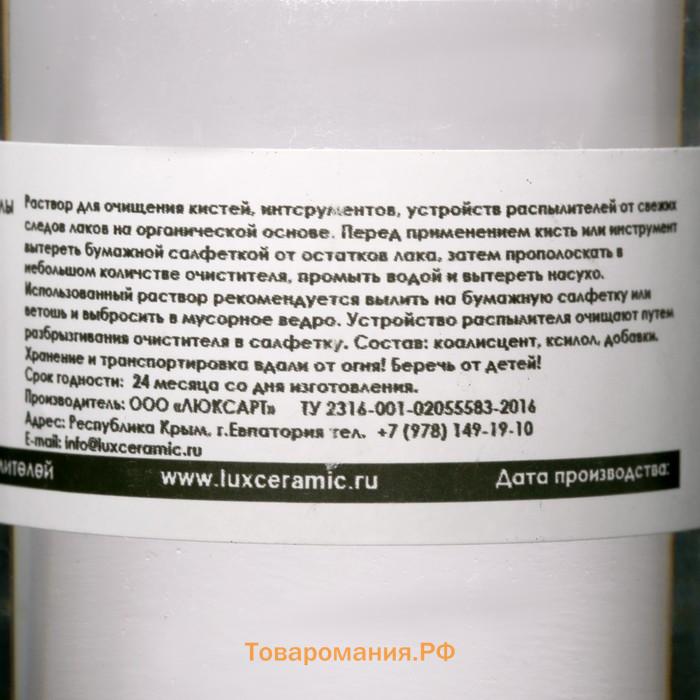 Раствор для очищения кистей, интсрументов, устройств распылителей от свежих
следов лаков на органической основе. Перед применением кисть или инструмент
вытереть бумажной салфеткой от остатков лака, затем прополоскать в
небольшом количстве очистителя, промыть водой и вытереть насухо.
Использованный раствор рекомендуется вылить на бумажную салфетку или
ветошь и выбросить в мусорное ведро. Устройство распылителя очищают путем
разбрызгивания очистителя в салфетку. Состав: коалисцент, ксилол, добавки.
Хранение и транспортировка вдали от огня! Беречь от детей!
Срок годности: 24 месяца со дня изготовления.
Производитель: ООО «ЛЮКСАРТ» ТУ 2316-001-02055583-2016
Адрес: Республика Крым, г.Евпатория тел. +7 (978) 149-19-10
E-mail: info@luxceramic.ru
www.luxceramic.ru Дата производства:
Товаромания.РФ